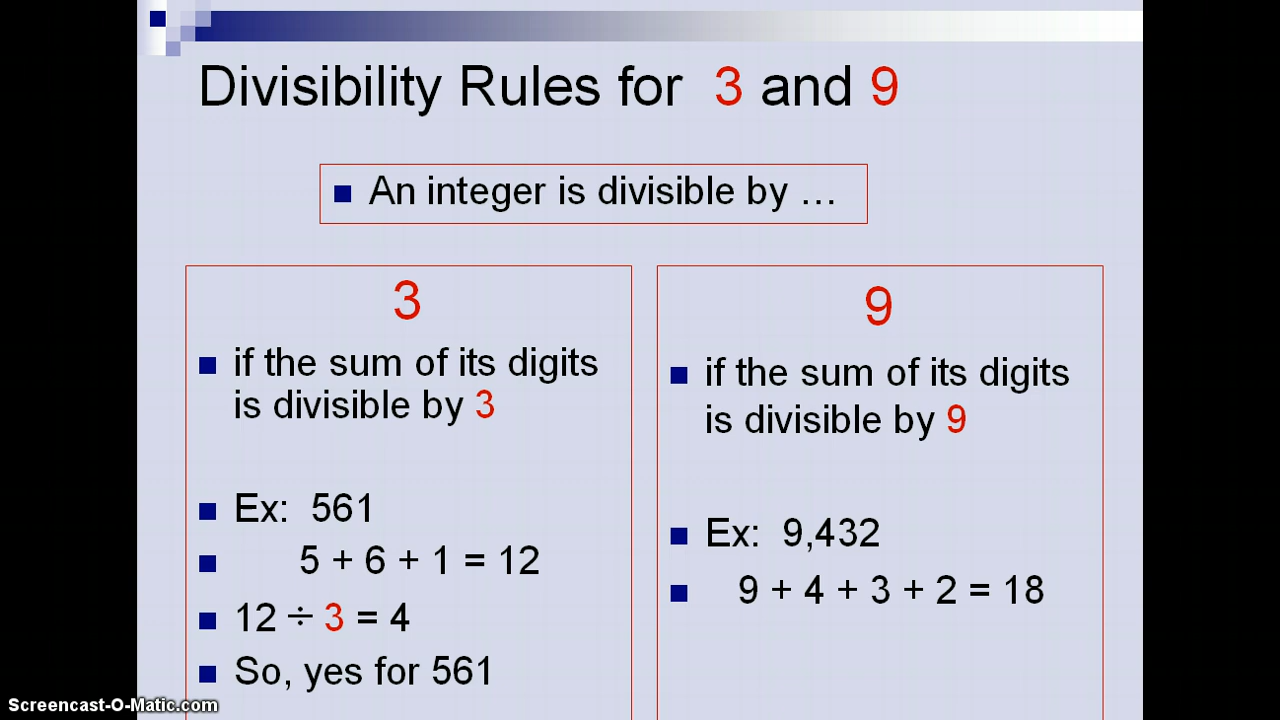 Divisibility Rules for 3 and 9
An integer is divisible by …
3
if the sum of its digits
is divisible by 3
Ex: 561
5 + 6 + 1 = 12
12 ÷ 3 = 4
So, yes for 561
9
if the sum of its digits
is divisible by 9
Ex: 9,432
9 + 4 + 3 + 2 = 18
Screencast-O-Matic.com